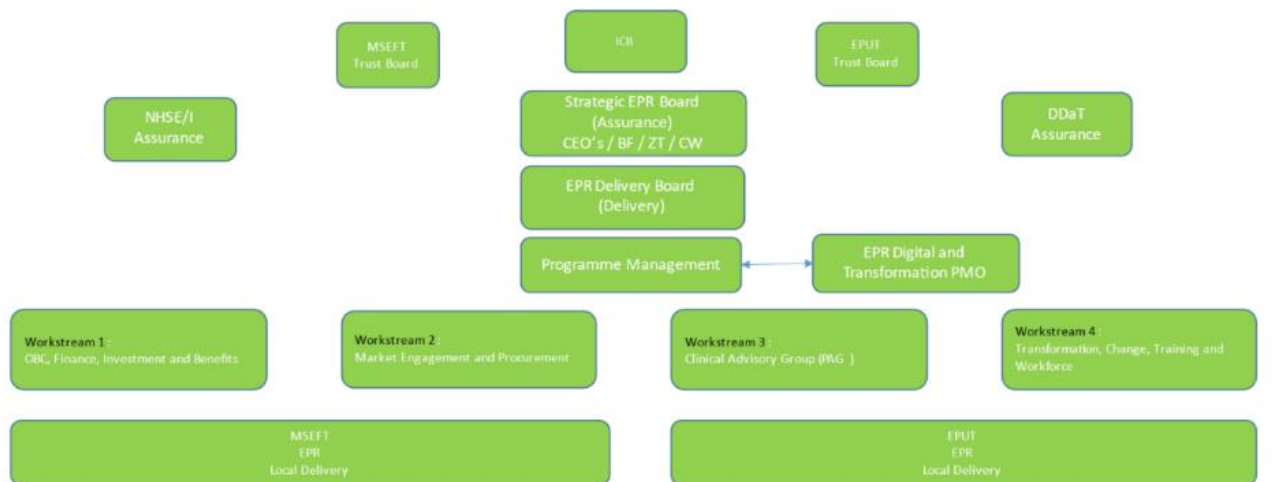 MSEFT
Trust Board
ICB
EPUT
Trust Board
NHSE/I
Assurance
Strategic EPR Board
(Assurance)
CEO's / BF / ZT / CW
DDaT
Assurance
EPR Delivery Board
(Delivery)
Programme Management
EPR Digital and
Transformation PMO
Workstream 1 :
OBC, Finance, Investment and Benefits
Workstream 2 :
Market Engagement and Procurement
Workstream 3 :
Clinical Advisory Group (PAG )
Workstream 4 :
Transformation, Change, Training and
Workforce
MSEFT
EPR
Local Delivery
EPUT
EPR
Local Delivery